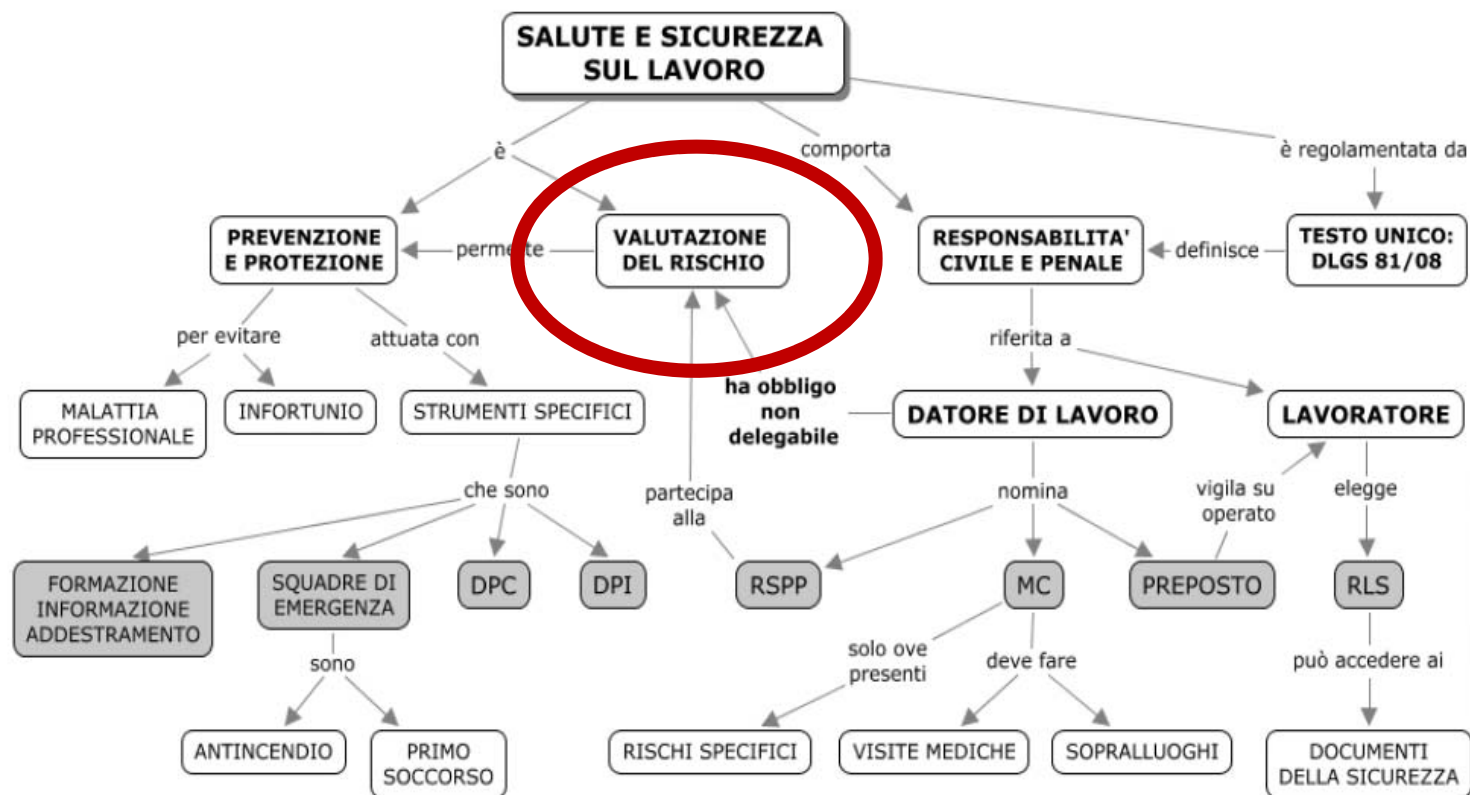 SALUTE E SICUREZZA
SUL LAVORO
è
comporta
è regolamentata da
PREVENZIONE
E PROTEZIONE
permette
VALUTAZIONE
DEL RISCHIO
RESPONSABILITA'
CIVILE E PENALE
definisce
TESTO UNICO:
DLGS 81/08
per evitare
attuata con
riferita a
MALATTIA
PROFESSIONALE
INFORTUNIO
STRUMENTI SPECIFICI
ha obbligo
non
delegabile
DATORE DI LAVORO
LAVORATORE
che sono
partecipa
alla
nomina
vigila su
operato
elegge
FORMAZIONE
INFORMAZIONE
ADDESTRAMENTO
SQUADRE DI
EMERGENZA
DPC
DPI
RSPP
MC
PREPOSTO
RLS
sono
solo ove
presenti
deve fare
può accedere ai
ANTINCENDIO
PRIMO
SOCCORSO
RISCHI SPECIFICI
VISITE MEDICHE
SOPRALLUOGHI
DOCUMENTI
DELLA SICUREZZA